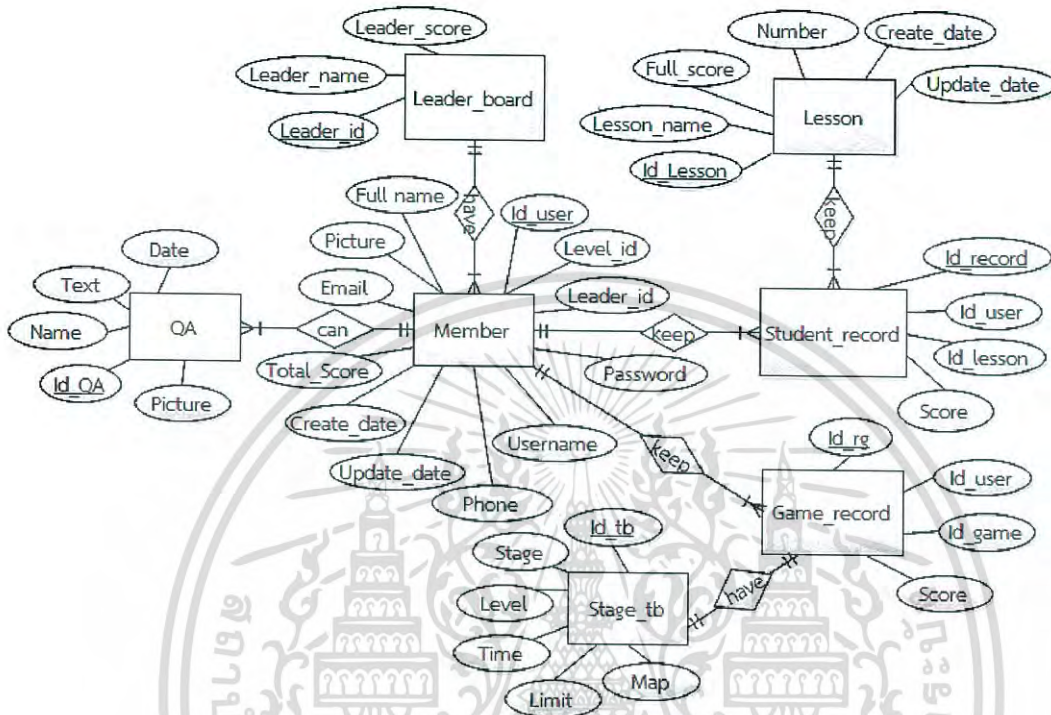 Leader_score
Leader_name
Leader_id
Leader_board
Number
Create_date
Full_score
Update_date
Lesson_name
Id_Lesson
Lesson
have
keep
Full name
Id_user
Picture
Level_id
Email
Leader_id
Date
Text
Name
Id_QA
Picture
QA
can
Member
keep
Student_record
Id_record
Id_user
Id_lesson
Score
Total_Score
Password
Create_date
Username
Update_date
Phone
keep
Id_rg
Id_user
Game_record
Id_game
Score
have
Id_tb
Stage
Level
Stage_tb
Time
Limit
Map